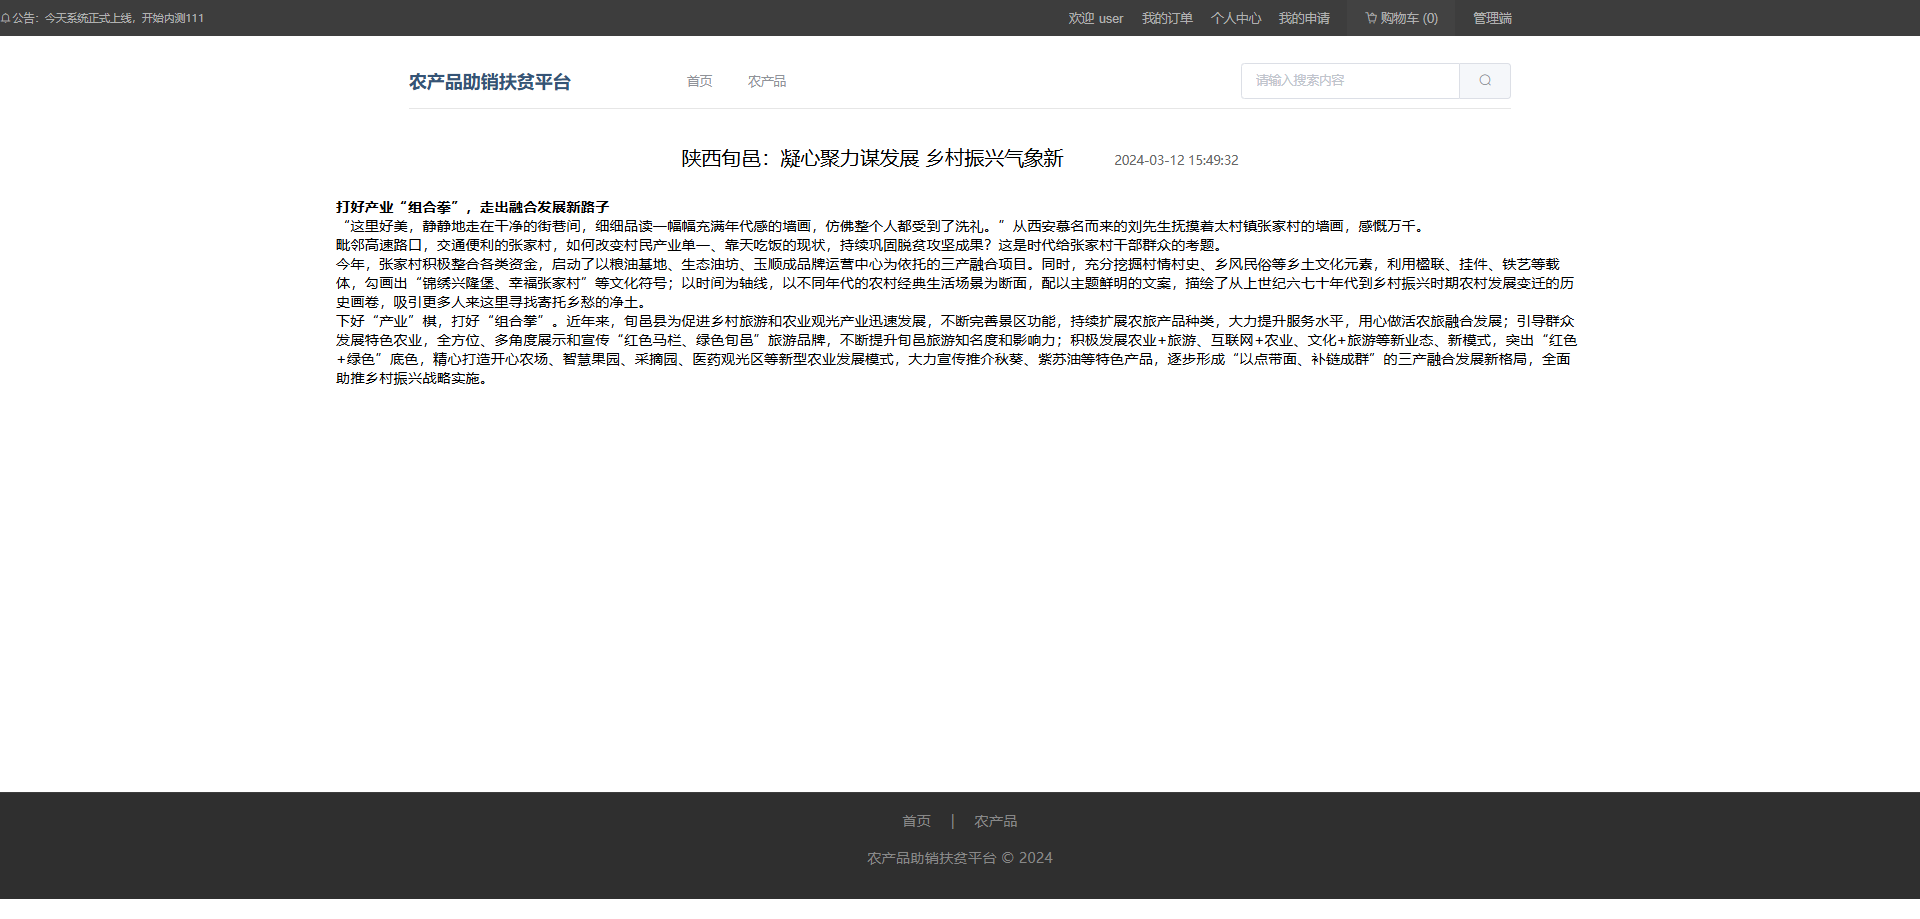 公告：今天系统正式上线，开始内测111
欢迎 user 我的订单 个人中心 我的申请 购物车 (0) 管理端
农产品助销扶贫平台 首页 农产品 请输入搜索内容
陕西旬邑：凝心聚力谋发展 乡村振兴气象新 2024-03-12 15:49:32
打好产业“组合拳”，走出融合发展新路子
“这里好美，静静地走在干净的街巷间，细细品读一幅幅充满年代感的墙画，仿佛整个人都受到了洗礼。”从西安慕名而来的刘先生抚摸着太村镇张家村的墙画，感慨万千。
毗邻高速路口，交通便利的张家村，如何改变村民产业单一、靠天吃饭的现状，持续巩固脱贫攻坚成果？这是时代给张家村干部群众的考题。
今年，张家村积极整合各类资金，启动了以粮油基地、生态油坊、玉顺成品牌运营中心为依托的三产融合项目。同时，充分挖掘村情村史、乡风民俗等乡土文化元素，利用楹联、挂件、铁艺等载
体，勾画出“锦绣兴隆堡、幸福张家村”等文化符号；以时间为轴线，以不同年代的农村经典生活场景为断面，配以主题鲜明的文案，描绘了从上世纪六七十年代到乡村振兴时期农村发展变迁的历
史画卷，吸引更多人来这里寻找寄托乡愁的净土。
下好“产业”棋，打好“组合拳”。近年来，旬邑县为促进乡村旅游和农业观光产业迅速发展，不断完善景区功能，持续扩展农旅产品种类，大力提升服务水平，用心做活农旅融合发展；引导群众
发展特色农业，全方位、多角度展示和宣传“红色马栏、绿色旬邑”旅游品牌，不断提升旬邑旅游知名度和影响力；积极发展农业+旅游、互联网+农业、文化+旅游等新业态、新模式，突出“红色
+绿色”底色，精心打造开心农场、智慧果园、采摘园、医药观光区等新型农业发展模式，大力宣传推介秋葵、紫苏油等特色产品，逐步形成“以点带面、补链成群”的三产融合发展新格局，全面
助推乡村振兴战略实施。
首页 | 农产品
农产品助销扶贫平台 © 2024